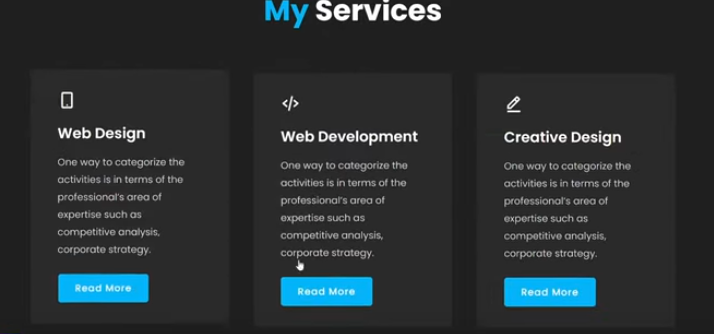 My Services
Web Design
One way to categorize the
activities is in terms of the
professional's area of
expertise such as
competitive analysis,
corporate strategy.
Read More
Web Development
One way to categorize the
activities is in terms of the
professional's area of
expertise such as
competitive analysis,
corporate strategy.
Read More
Creative Design
One way to categorize the
activities is in terms of the
professional's area of
expertise such as
competitive analysis,
corporate strategy.
Read More